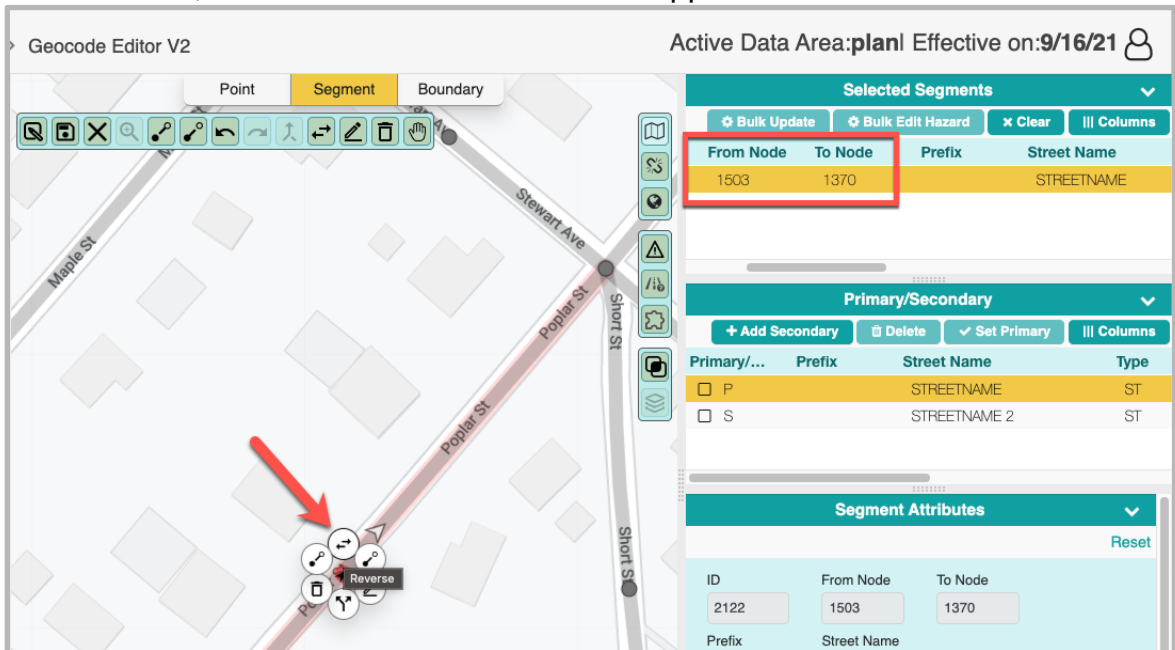 Geocode Editor V2
Active Data Area:planl Effective on:9/16/21
Point Segment Boundary
Selected Segments
Bulk Update Bulk Edit Hazard × Clear Columns
From Node To Node Prefix Street Name
1503 1370 STREETNAME
Stewart Ave
Maple St
Poplar St
Short St
Primary/Secondary
+ Add Secondary Delete Set Primary Columns
Primary/... Prefix Street Name Type
P STREETNAME ST
S STREETNAME 2 ST
Poplar St
Short St
Segment Attributes
Reset
Reverse
ID From Node To Node
2122 1503 1370
Prefix Street Name